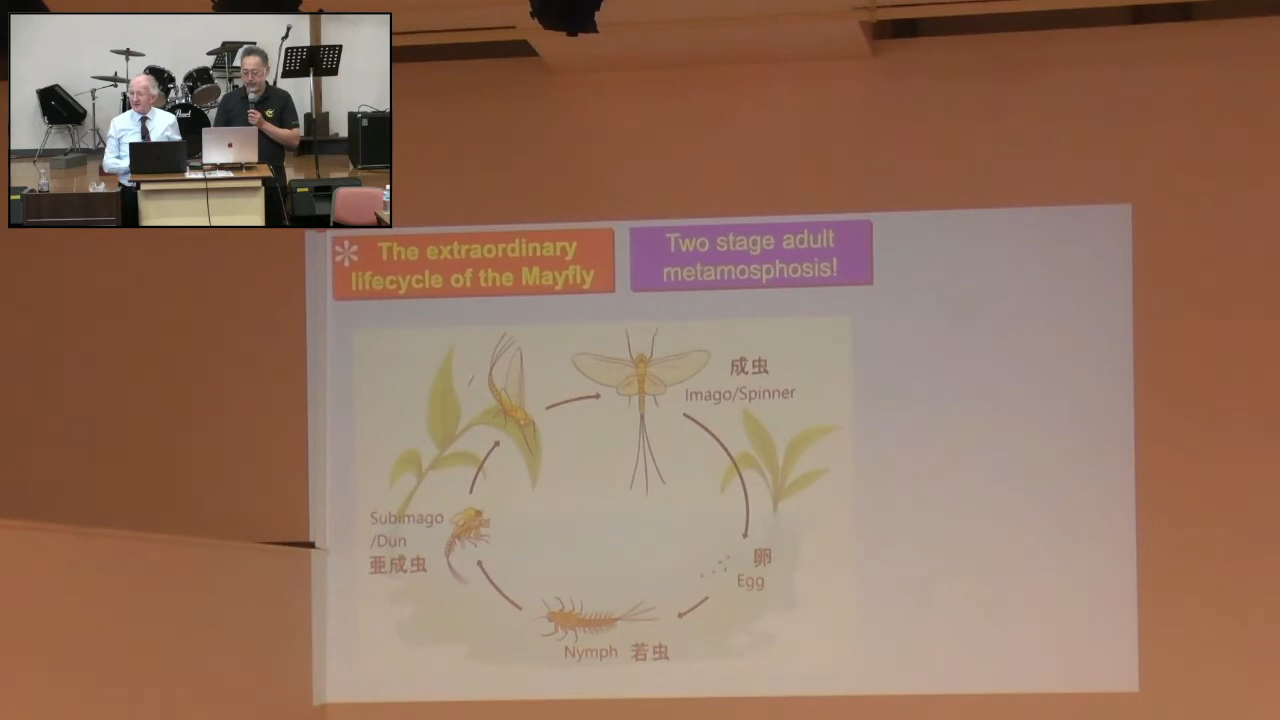 The extraordinary
lifecycle of the Mayfly
Two stage adult
metamosphosis!
成虫
Imago/Spinner
Subimago
/Dun
亜成虫
卵
Egg
Nymph 若虫
Pearl